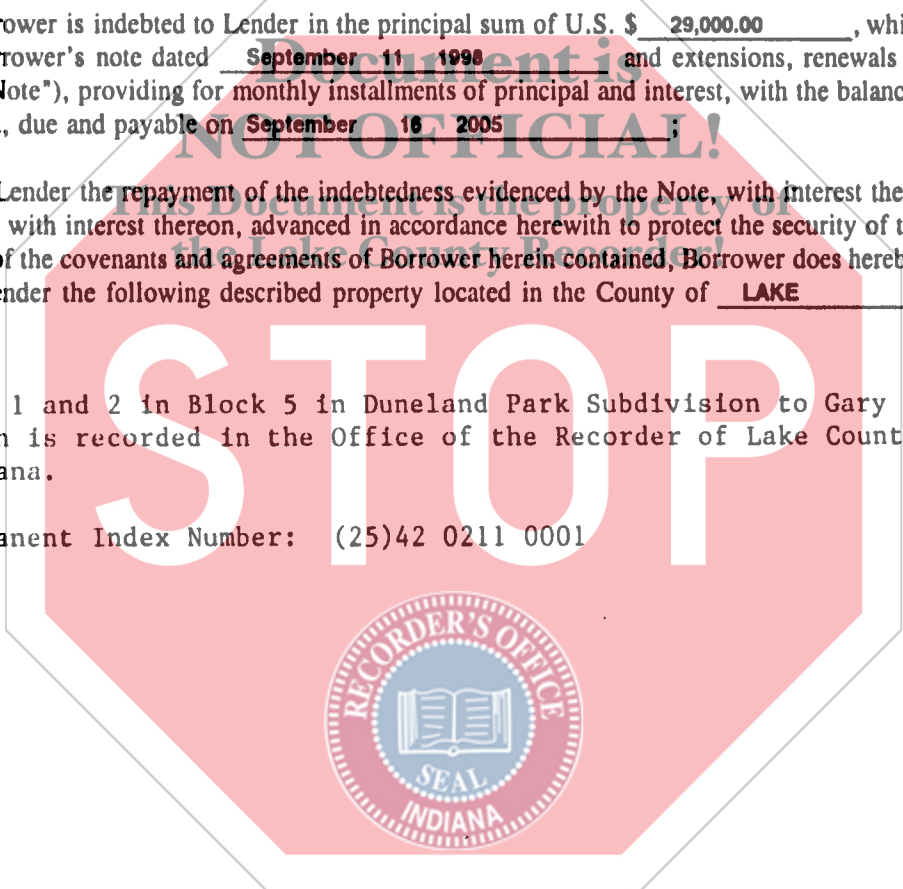 rower is indebted to Lender in the principal sum of U.S. $ 29,000.00 , whi
rrower's note dated September 11 1998 and extensions, renewals
Note"), providing for monthly installments of principal and interest, with the balanc
., due and payable on September 16 2005 ;
Document is
NOT OFFICIAL!
This Document is the property of
the Lake County Recorder!
Lender the repayment of the indebtedness evidenced by the Note, with interest the
with interest thereon, advanced in accordance herewith to protect the security of t
of the covenants and agreements of Borrower herein contained, Borrower does hereb
ender the following described property located in the County of LAKE
STOP
1 and 2 in Block 5 in Duneland Park Subdivision to Gary
n is recorded in the Office of the Recorder of Lake Count
ana.
anent Index Number: (25)42 0211 0001
RECORDER'S OFFICE
SEAL
INDIANA